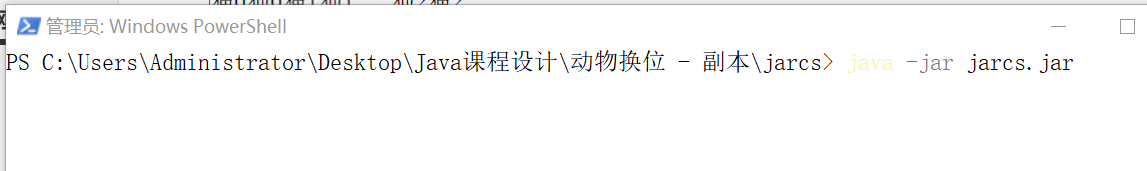 管理员: Windows PowerShell
PS C:\Users\Administrator\Desktop\Java课程设计\动物换位 - 副本\jarcs> java -jar jarcs.jar